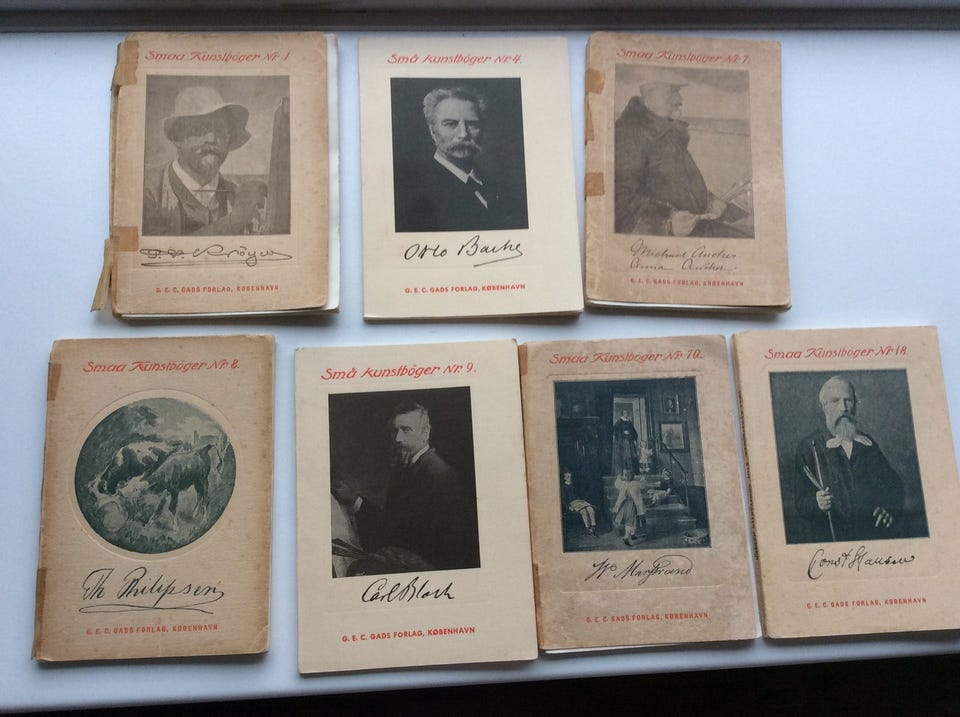 Smaa Kunstbøger Nr. 1
P. S. Krøyer
G. E. C. GADS FORLAG, KØBENHAVN
Små Kunstbøger Nr. 4.
Otto Bache
G. E. C. GADS FORLAG, KØBENHAVN
Smaa Kunstbøger Nr. 7.
Michael Ancher
Anna Ancher
G. E. C. GADS FORLAG, KØBENHAVN
Smaa Kunstbøger Nr. 8.
Th Philipsen
G. E. C. GADS FORLAG, KØBENHAVN
Små Kunstbøger Nr. 9.
Carl Bloch
G. E. C. GADS FORLAG, KØBENHAVN
Smaa Kunstbøger Nr. 10.
W. Marstrand
G. E. C. GADS FORLAG, KØBENHAVN
Smaa Kunstbøger Nr 18.
Const Hansen
G. E. C. GADS FORLAG, KØBENHAVN